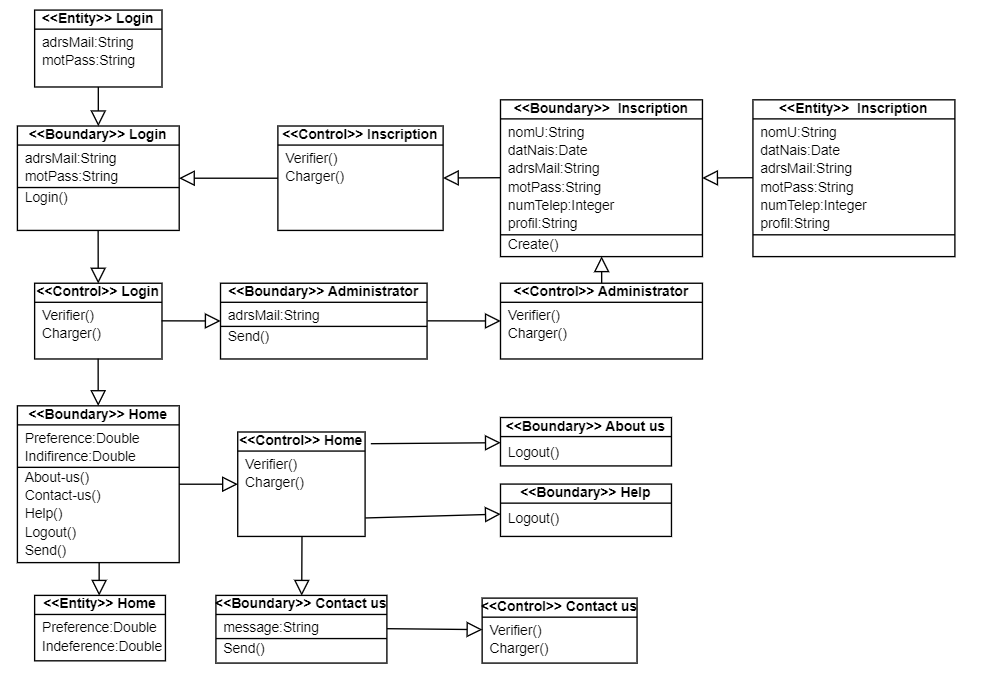 <<Entity>> Login
adrsMail:String
motPass:String
<<Boundary>> Login
adrsMail:String
motPass:String
Login()
<<Control>> Inscription
Verifier()
Charger()
<<Boundary>> Inscription
nomU:String
datNais:Date
adrsMail:String
motPass:String
numTelep:Integer
profil:String
Create()
<<Entity>> Inscription
nomU:String
datNais:Date
adrsMail:String
motPass:String
numTelep:Integer
profil:String
<<Control>> Login
Verifier()
Charger()
<<Boundary>> Administrator
adrsMail:String
Send()
<<Control>> Administrator
Verifier()
Charger()
<<Boundary>> Home
Preference:Double
Indifirence:Double
About-us()
Contact-us()
Help()
Logout()
Send()
<<Control>> Home
Verifier()
Charger()
<<Boundary>> About us
Logout()
<<Boundary>> Help
Logout()
<<Entity>> Home
Preference:Double
Indeference:Double
<<Boundary>> Contact us
message:String
Send()
<<Control>> Contact us
Verifier()
Charger()